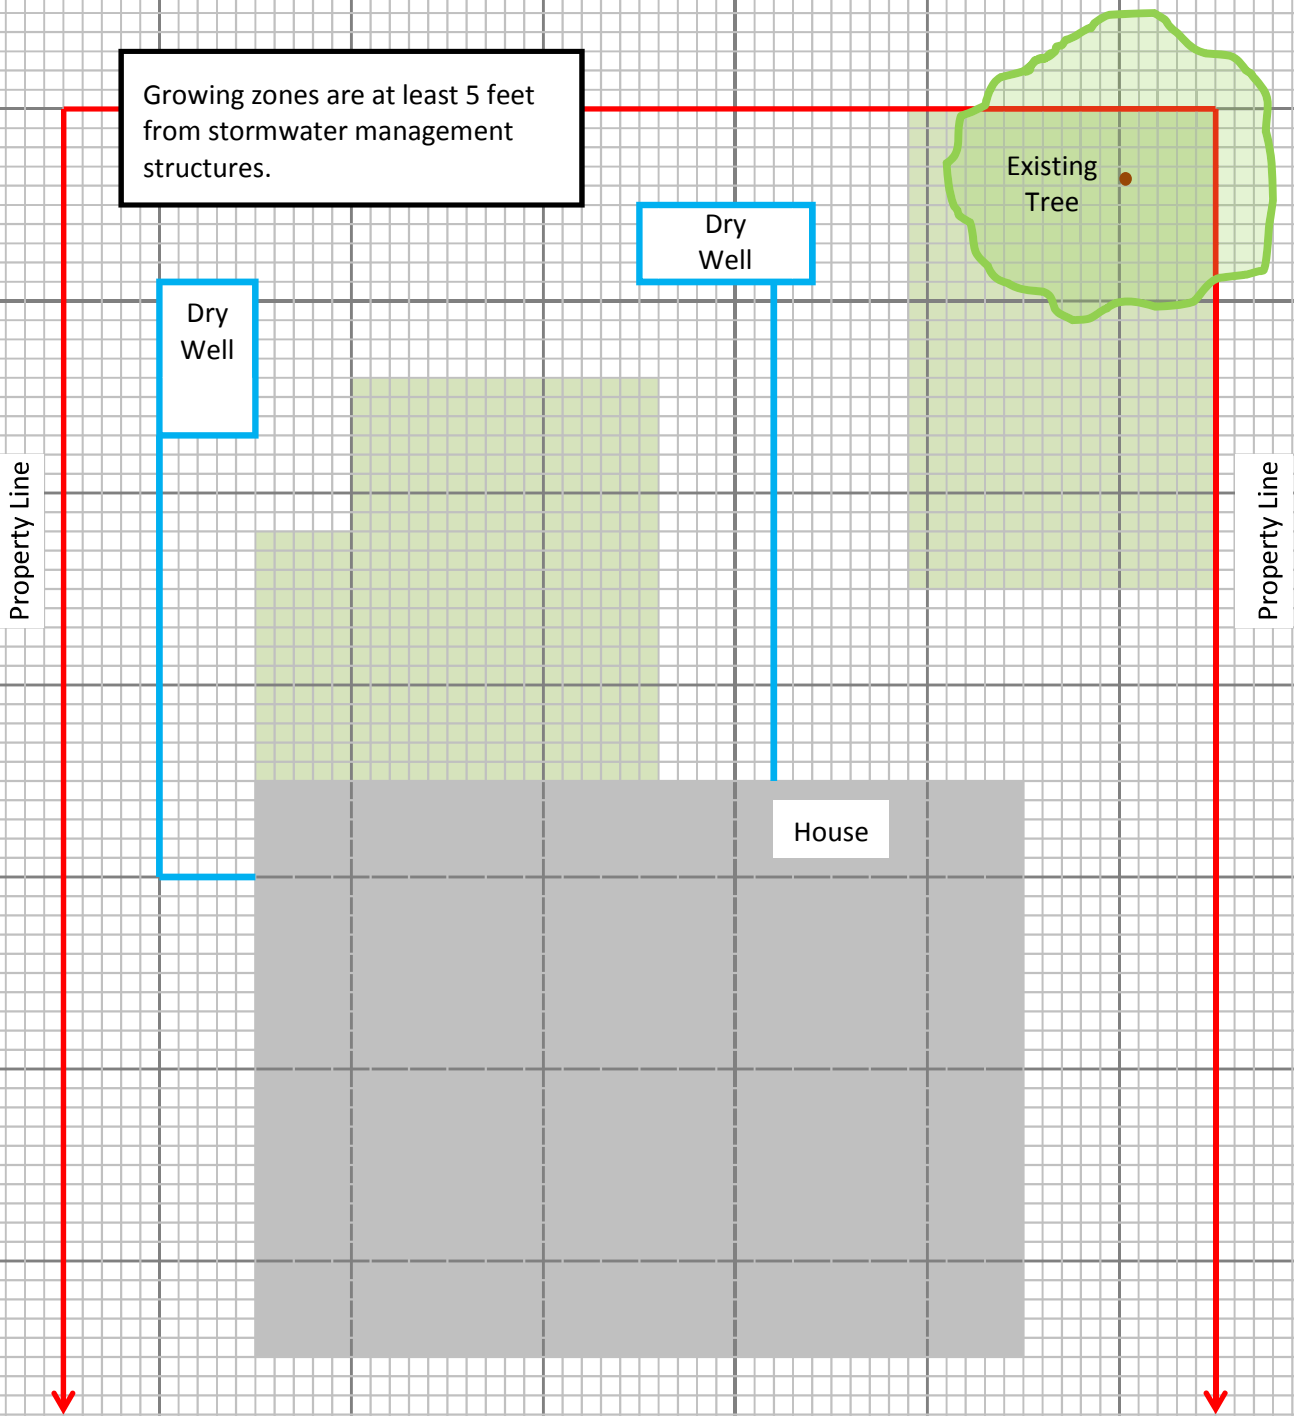 Growing zones are at least 5 feet
from stormwater management
structures.
Existing
Tree
Dry
Well
Dry
Well
Property Line
Property Line
House